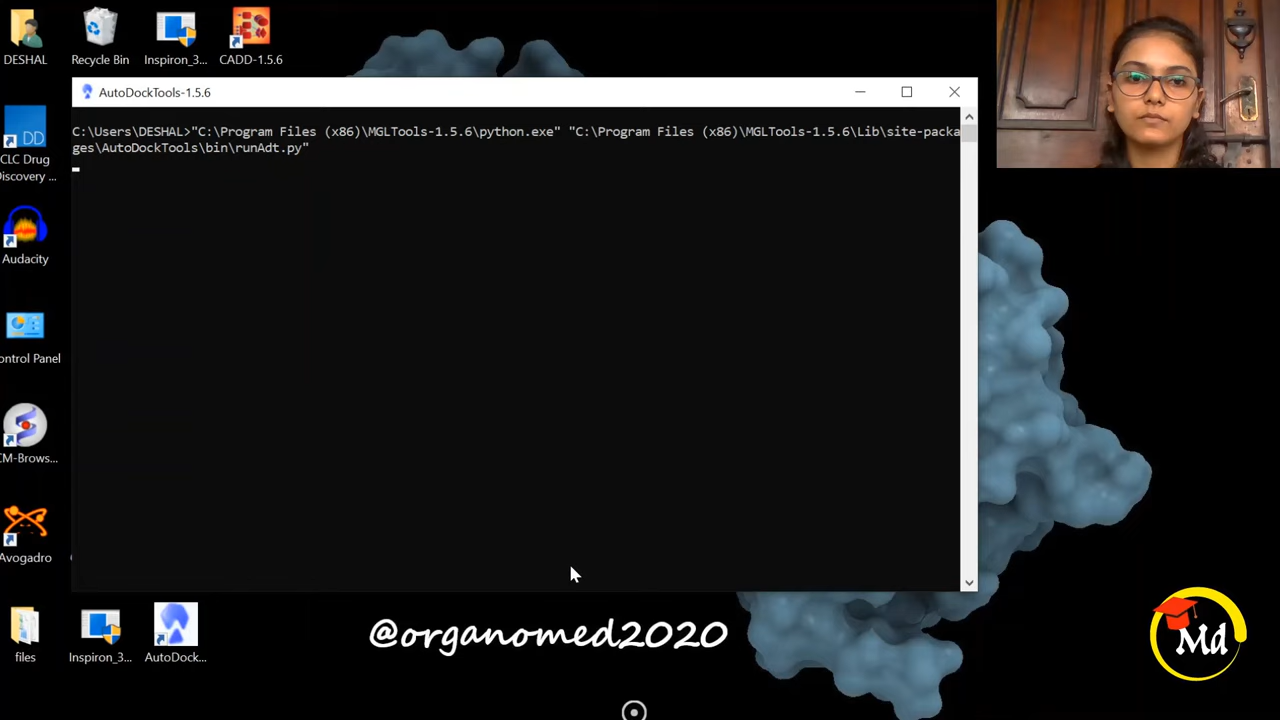 DESHAL
Recycle Bin
Inspiron_3...
CADD-1.5.6
AutoDockTools-1.5.6
C:\Users\DESHAL>"C:\Program Files (x86)\MGLTools-1.5.6\python.exe" "C:\Program Files (x86)\MGLTools-1.5.6\Lib\site-packa
ges\AutoDockTools\bin\runAdt.py"
DD
CLC Drug
Discovery ...
Audacity
ontrol Panel
CM-Brows...
Avogadro
files
Inspiron_3...
AutoDock...
@organomed2020
Md